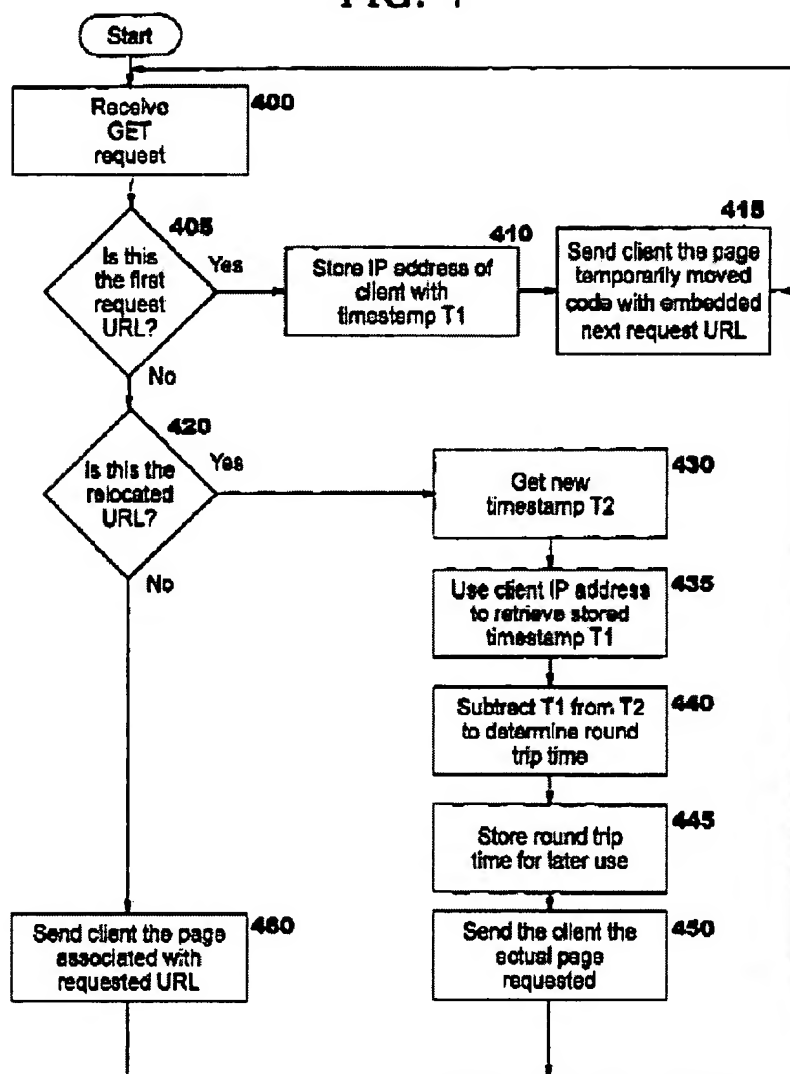 FIG. 4
Start
Receive
GET
request
400
405
Is this
the first
request
URL?
Yes
No
410
Store IP address of
client with
timestamp T1
415
Send client the page
temporarily moved
code with embedded
next request URL
420
Is this the
relocated
URL?
Yes
No
Get new
timestamp T2
430
Use client IP address
to retrieve stored
timestamp T1
435
Subtract T1 from T2
to determine round
trip time
440
Store round trip
time for later use
445
Send client the page
associated with
requested URL
460
Send the client the
actual page
requested
450